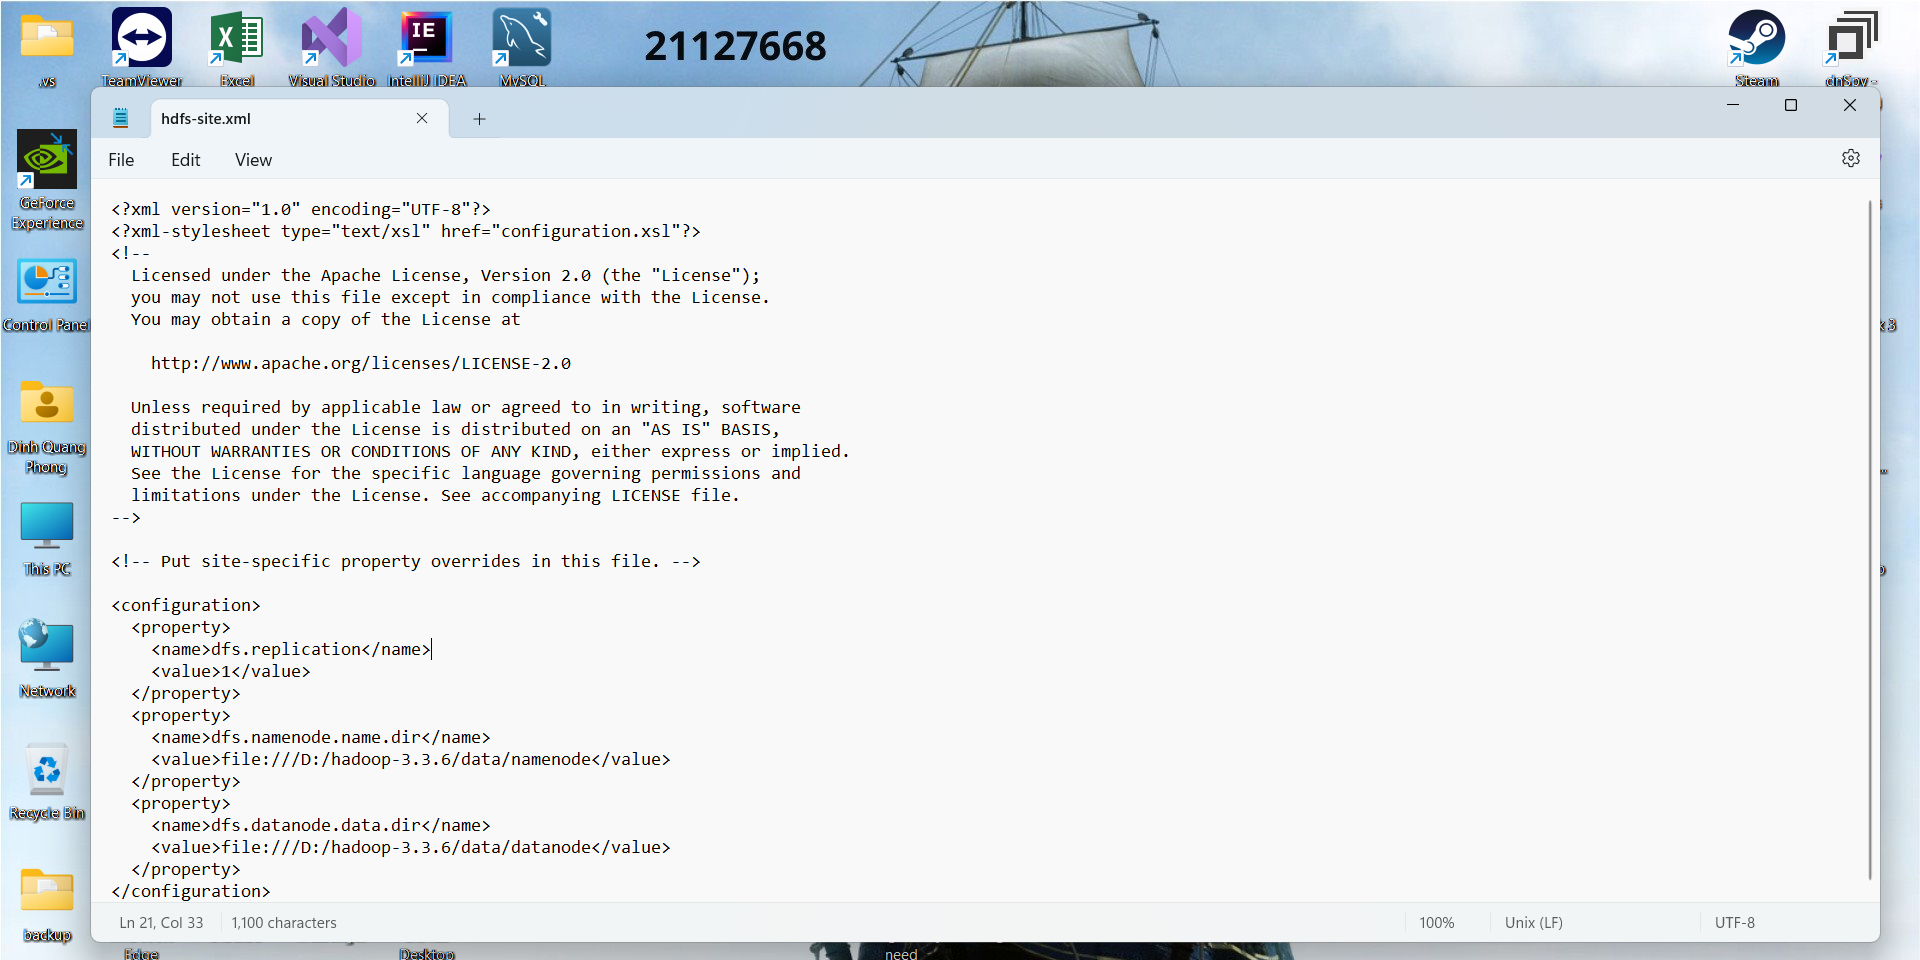 .vs
TeamViewer
Excel
Visual Studio
IntelliJ IDEA
MySQL
21127668
Steam
GeForce
Experience
Control Panel
Dinh Quang
Phong
This PC
Network
Recycle Bin
backup
hdfs-site.xml
File
Edit
View
<?xml version="1.0" encoding="UTF-8"?>
<?xml-stylesheet type="text/xsl" href="configuration.xsl"?>
<!--
Licensed under the Apache License, Version 2.0 (the "License");
you may not use this file except in compliance with the License.
You may obtain a copy of the License at
http://www.apache.org/licenses/LICENSE-2.0
Unless required by applicable law or agreed to in writing, software
distributed under the License is distributed on an "AS IS" BASIS,
WITHOUT WARRANTIES OR CONDITIONS OF ANY KIND, either express or implied.
See the License for the specific language governing permissions and
limitations under the License. See accompanying LICENSE file.
-->
<!-- Put site-specific property overrides in this file. -->
<configuration>
<property>
<name>dfs.replication</name>
<value>1</value>
</property>
<property>
<name>dfs.namenode.name.dir</name>
<value>file:///D:/hadoop-3.3.6/data/namenode</value>
</property>
<property>
<name>dfs.datanode.data.dir</name>
<value>file:///D:/hadoop-3.3.6/data/datanode</value>
</property>
</configuration>
Ln 21, Col 33
1,100 characters
100%
Unix (LF)
UTF-8
Edge
Desktop
need